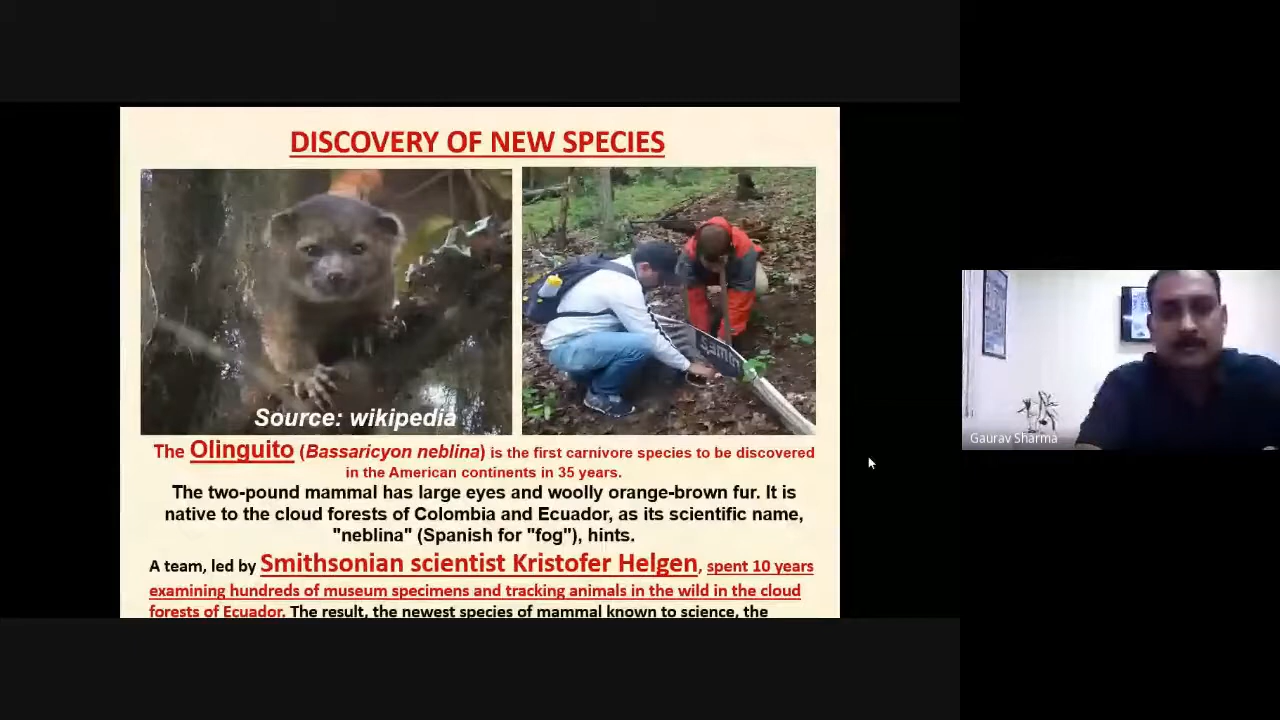 DISCOVERY OF NEW SPECIES
Source: wikipedia
The Olinguito (Bassaricyon neblina) is the first carnivore species to be discovered
in the American continents in 35 years.
The two-pound mammal has large eyes and woolly orange-brown fur. It is
native to the cloud forests of Colombia and Ecuador, as its scientific name,
"neblina" (Spanish for "fog"), hints.
A team, led by Smithsonian scientist Kristofer Helgen, spent 10 years
examining hundreds of museum specimens and tracking animals in the wild in the cloud
forests of Ecuador. The result, the newest species of mammal known to science, the
Gaurav Sharma